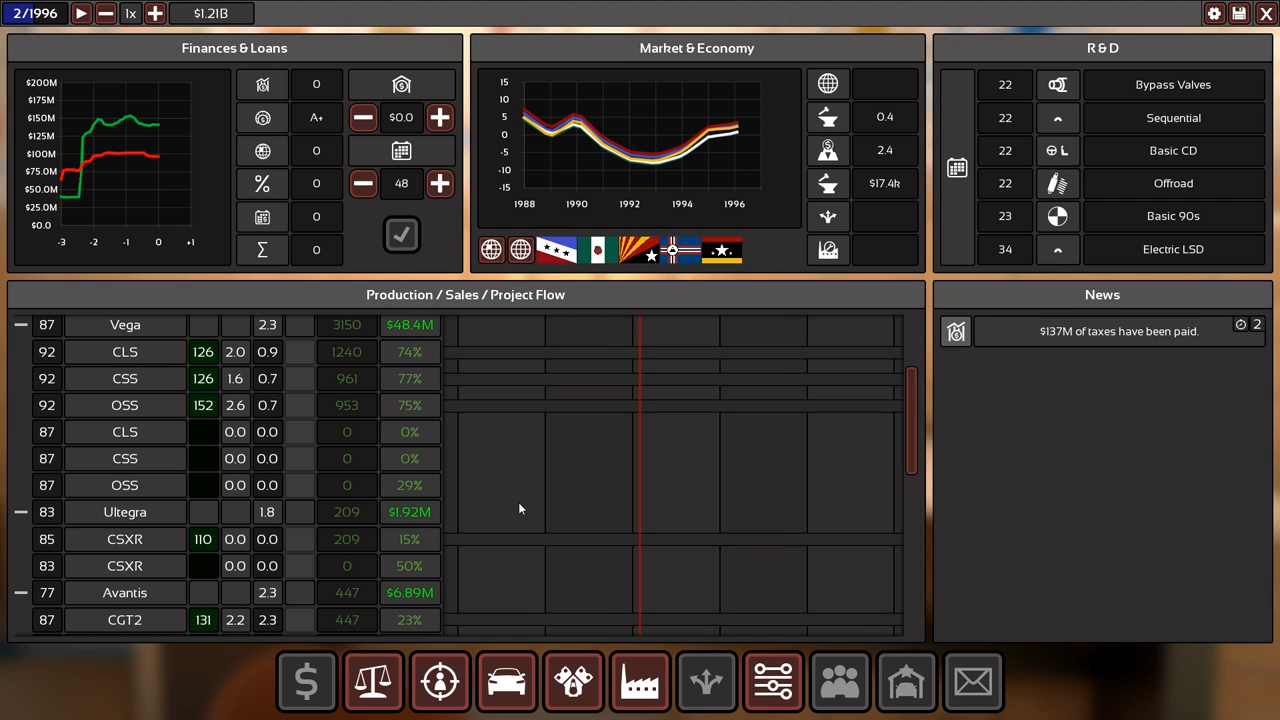 2/1996 1x $1.21B
Finances & Loans
$200M
$175M
$150M
$125M
$100M
$75.0M
$50.0M
$25.0M
$0.0
-3 -2 -1 0 +1
0
A+ $0.0
0
% 0 48
0
Σ 0
Market & Economy
15
10
5
0
-5
-10
-15
1988 1990 1992 1994 1996
0.4
2.4
$17.4k
R & D
22 Bypass Valves
22 Sequential
22 L Basic CD
22 Offroad
23 Basic 90s
34 Electric LSD
Production / Sales / Project Flow
87 Vega 2.3 3150 $48.4M
92 CLS 126 2.0 0.9 1240 74%
92 CSS 126 1.6 0.7 961 77%
92 OSS 152 2.6 0.7 953 75%
87 CLS 0.0 0.0 0 0%
87 CSS 0.0 0.0 0 0%
87 OSS 0.0 0.0 0 29%
83 Ultegra 1.8 209 $1.92M
85 CSXR 110 0.0 0.0 209 15%
83 CSXR 0.0 0.0 0 50%
77 Avantis 2.3 447 $6.89M
87 CGT2 131 2.2 2.3 447 23%
News
$137M of taxes have been paid. 2
$